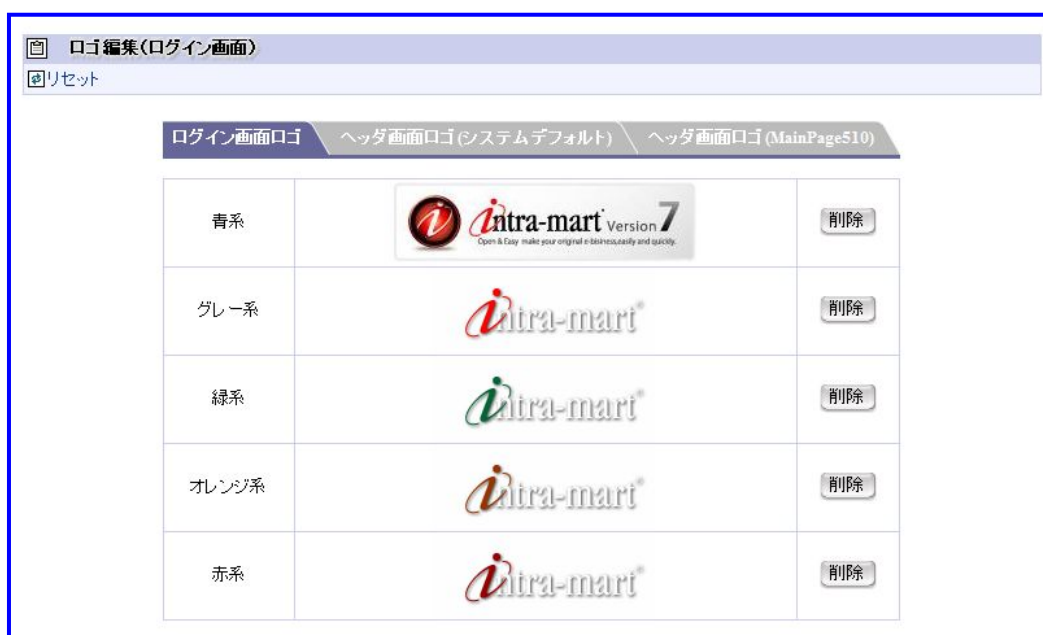 ロゴ編集(ログイン画面)
リセット
ログイン画面ロゴ ヘッダ画面ロゴ(システムデフォルト) ヘッダ画面ロゴ(MainPage510)
青系 intra-mart Version 7 削除
Open & Easy make your original e-bisiness,easily and quickly.
グレー系 intra-mart® 削除
緑系 intra-mart® 削除
オレンジ系 intra-mart® 削除
赤系 intra-mart® 削除